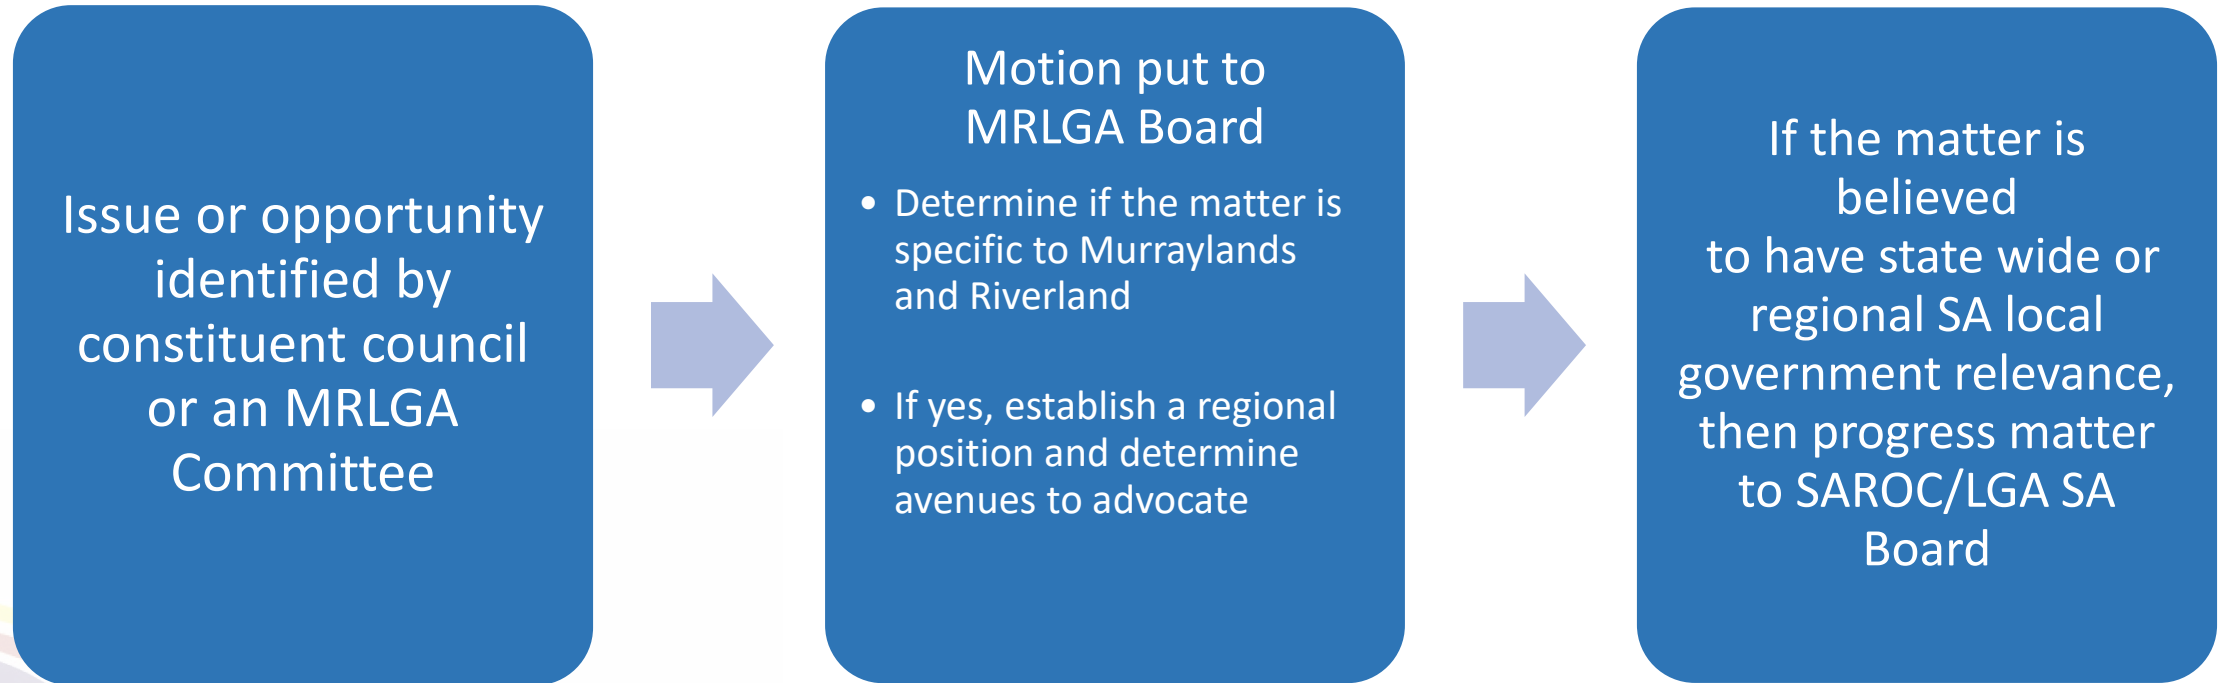 Issue or opportunity
identified by
constituent council
or an MRLGA
Committee
Motion put to
MRLGA Board
• Determine if the matter is
specific to Murraylands
and Riverland
• If yes, establish a regional
position and determine
avenues to advocate
If the matter is
believed
to have state wide or
regional SA local
government relevance,
then progress matter
to SAROC/LGA SA
Board